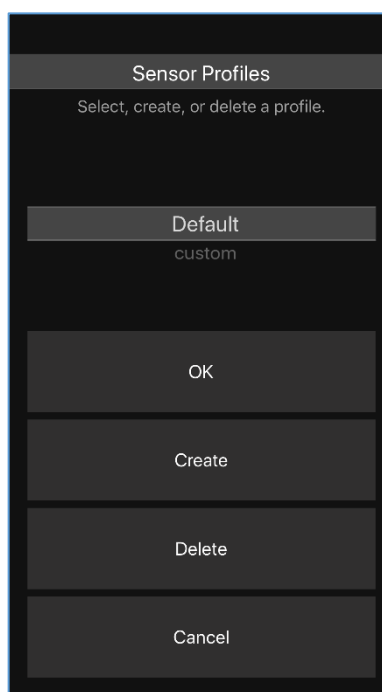 Sensor Profiles
Select, create, or delete a profile.
Default
custom
OK
Create
Delete
Cancel